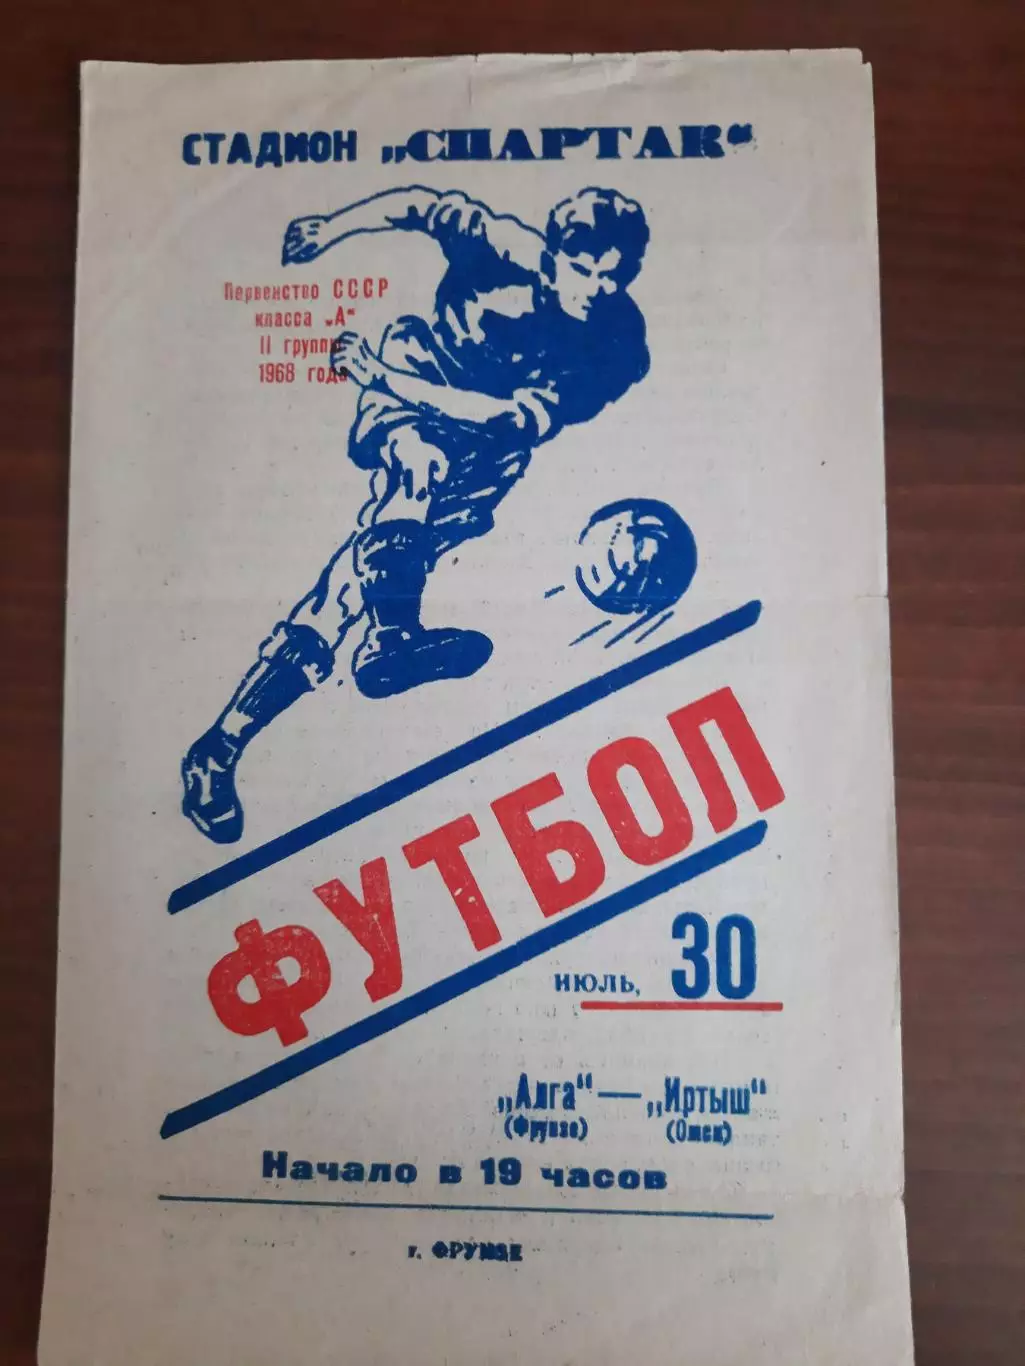 СТАДИОН „СПАРТАК“
Первенство СССР
класса „А“
II группы
1968 года
ФУТБОЛ
ИЮЛЬ, 30
„Алга“ — „Иртыш“
(Фрунзе) (Омск)
Начало в 19 часов
г. ФРУНЗЕ